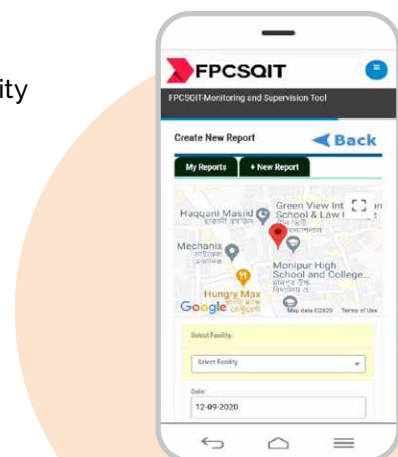 ity
FPCSQIT
FPCSQIT-Monitoring and Supervision Tool
Create New Report
Back
My Reports
+ New Report
Haqqani Masjid
Green View Int on
School & Law
Mechanix
Monipur High
School and College...
Hungry Max
Google
Map data ©2020 Terms of Use
Select Facility:
Select Facility
Date:
12-09-2020